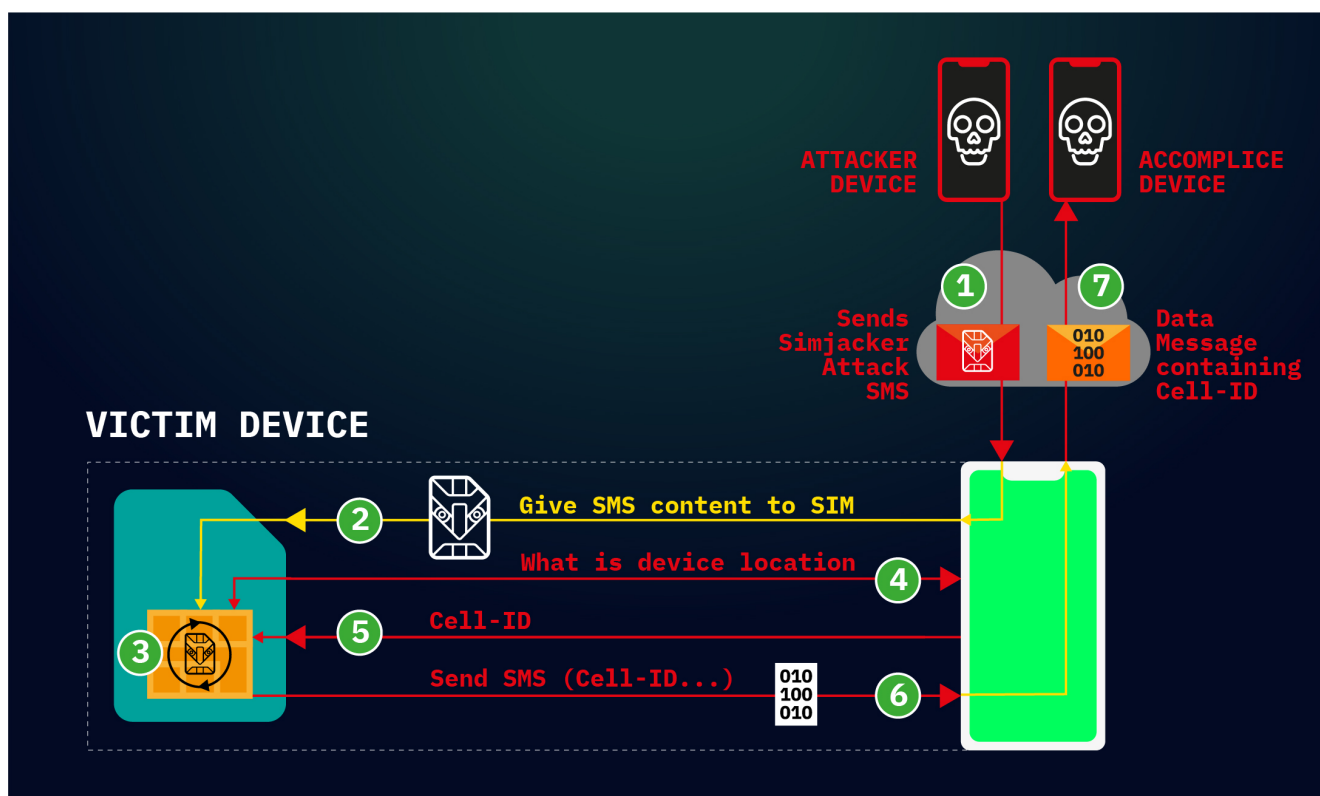 ATTACKER
DEVICE
ACCOMPLICE
DEVICE
1
7
Sends
Simjacker
Attack
SMS
010
100
010
Data
Message
containing
Cell-ID
VICTIM DEVICE
2
Give SMS content to SIM
What is device location
4
Cell-ID
5
3
Send SMS (Cell-ID...)
010
100
010
6